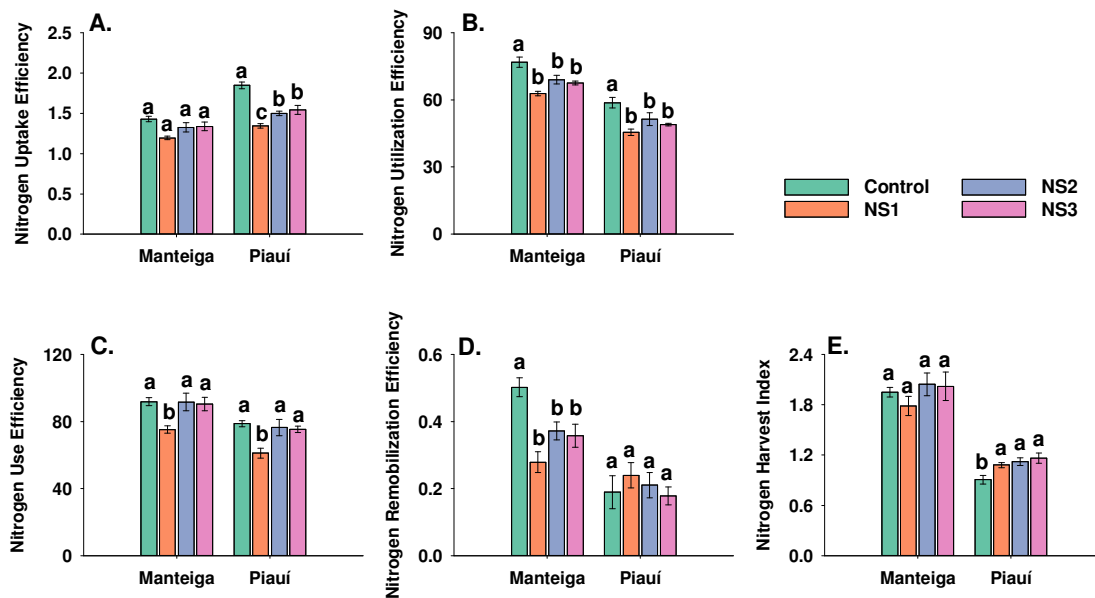 A.
Nitrogen Uptake Efficiency
2.5
2.0
1.5
1.0
0.5
0.0
a a a a
a c b b
Manteiga Piauí
B.
Nitrogen Utilization Efficiency
90
60
30
0
a b b b
a b b b
Manteiga Piauí
Control NS2
NS1 NS3
C.
Nitrogen Use Efficiency
120
80
40
0
a b a a
a b a a
Manteiga Piauí
D.
Nitrogen Remobilization Efficiency
0.6
0.4
0.2
0.0
a b b b
a a a a
Manteiga Piauí
E.
Nitrogen Harvest Index
2.4
1.8
1.2
0.6
0.0
a a a a
b a a a
Manteiga Piauí